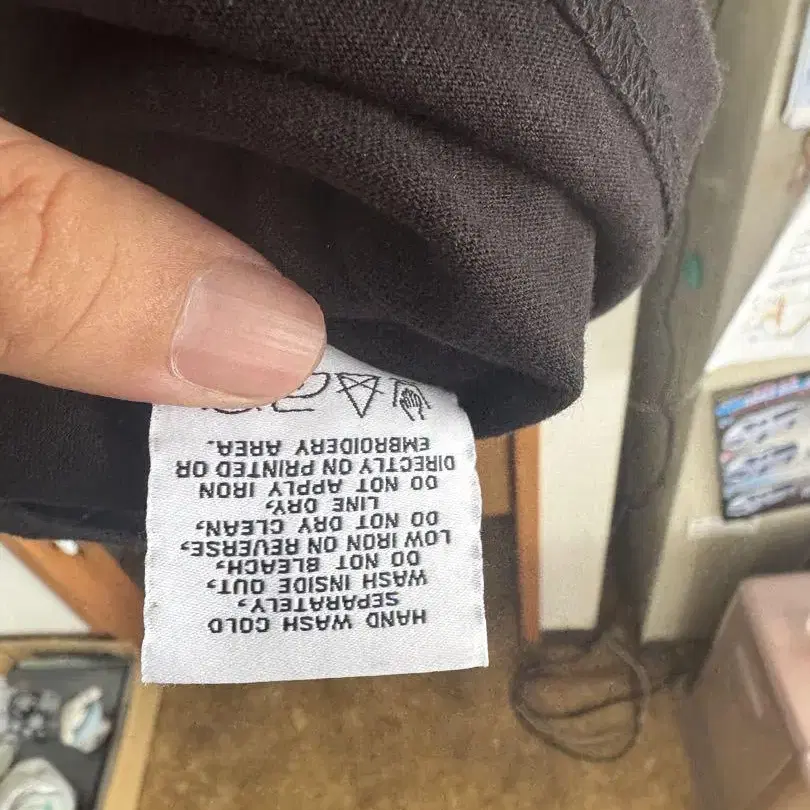 HAND WASH COLD
SEPARATELY,
WASH INSIDE OUT,
DO NOT BLEACH,
LOW IRON ON REVERSE,
DO NOT DRY CLEAN,
LINE DRY,
DO NOT APPLY IRON
DIRECTLY ON PRINTED OR
EMBROIDERY AREA.